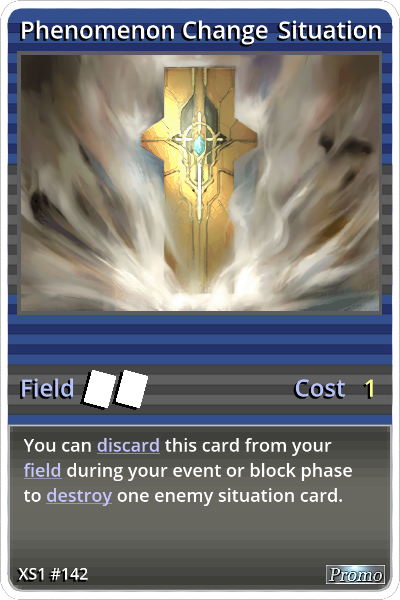 Phenomenon Change Situation
Field
Cost 1
You can discard this card from your
field during your event or block phase
to destroy one enemy situation card.
XS1 #142
Promo